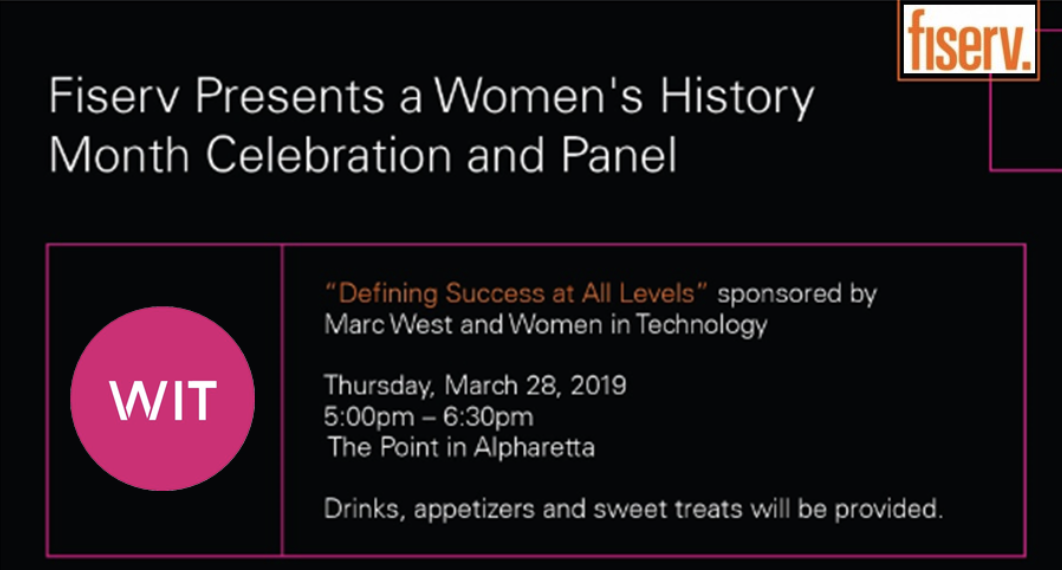 fiserv.
Fiserv Presents a Women's History
Month Celebration and Panel
WIT
“Defining Success at All Levels” sponsored by
Marc West and Women in Technology
Thursday, March 28, 2019
5:00pm – 6:30pm
The Point in Alpharetta
Drinks, appetizers and sweet treats will be provided.